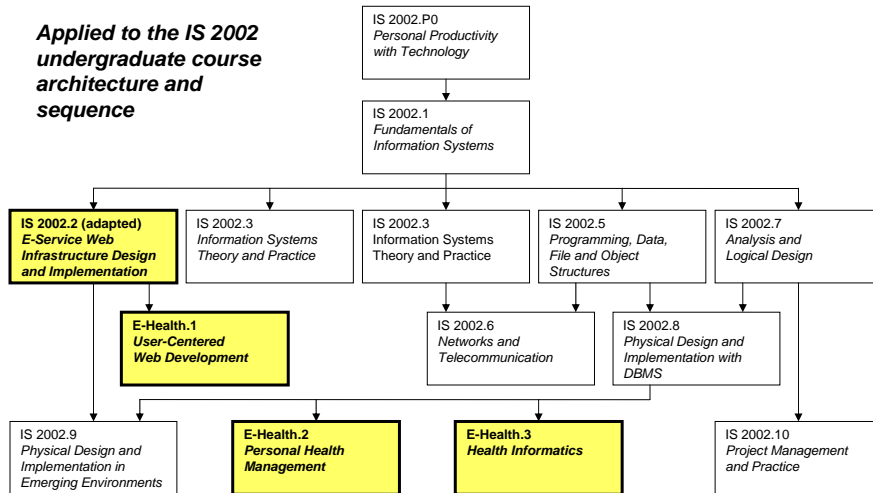 Applied to the IS 2002
undergraduate course
architecture and
sequence
IS 2002.P0
Personal Productivity
with Technology
IS 2002.1
Fundamentals of
Information Systems
IS 2002.2 (adapted)
E-Service Web
Infrastructure Design
and Implementation
IS 2002.3
Information Systems
Theory and Practice
IS 2002.3
Information Systems
Theory and Practice
IS 2002.5
Programming, Data,
File and Object
Structures
IS 2002.7
Analysis and
Logical Design
E-Health.1
User-Centered
Web Development
IS 2002.6
Networks and
Telecommunication
IS 2002.8
Physical Design and
Implementation with
DBMS
IS 2002.9
Physical Design and
Implementation in
Emerging Environments
E-Health.2
Personal Health
Management
E-Health.3
Health Informatics
IS 2002.10
Project Management
and Practice